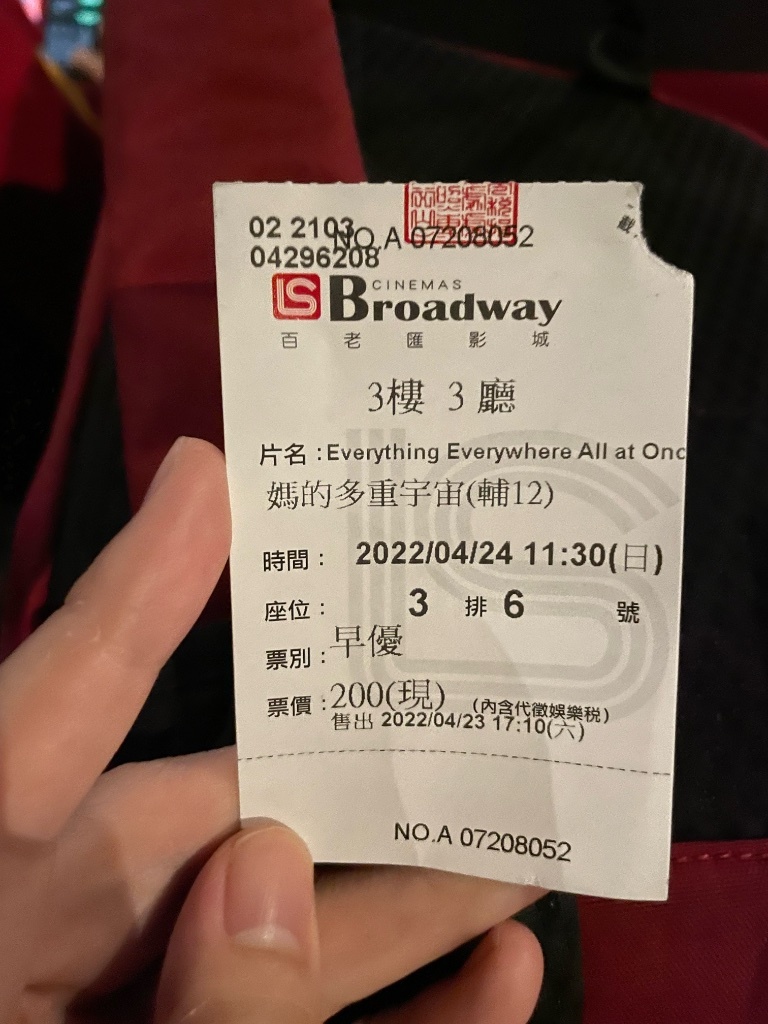 02 2103
NO.A 07208052
04296208
LS CINEMAS
Broadway
百老匯影城
3樓 3 廳
片名：Everything Everywhere All at Onc
媽的多重宇宙(輔12)
時間： 2022/04/24 11:30(日)
座位： 3 排 6 號
票別：早優
票價：200(現) (內含代徵娛樂稅)
售出 2022/04/23 17:10(六)
NO.A 07208052